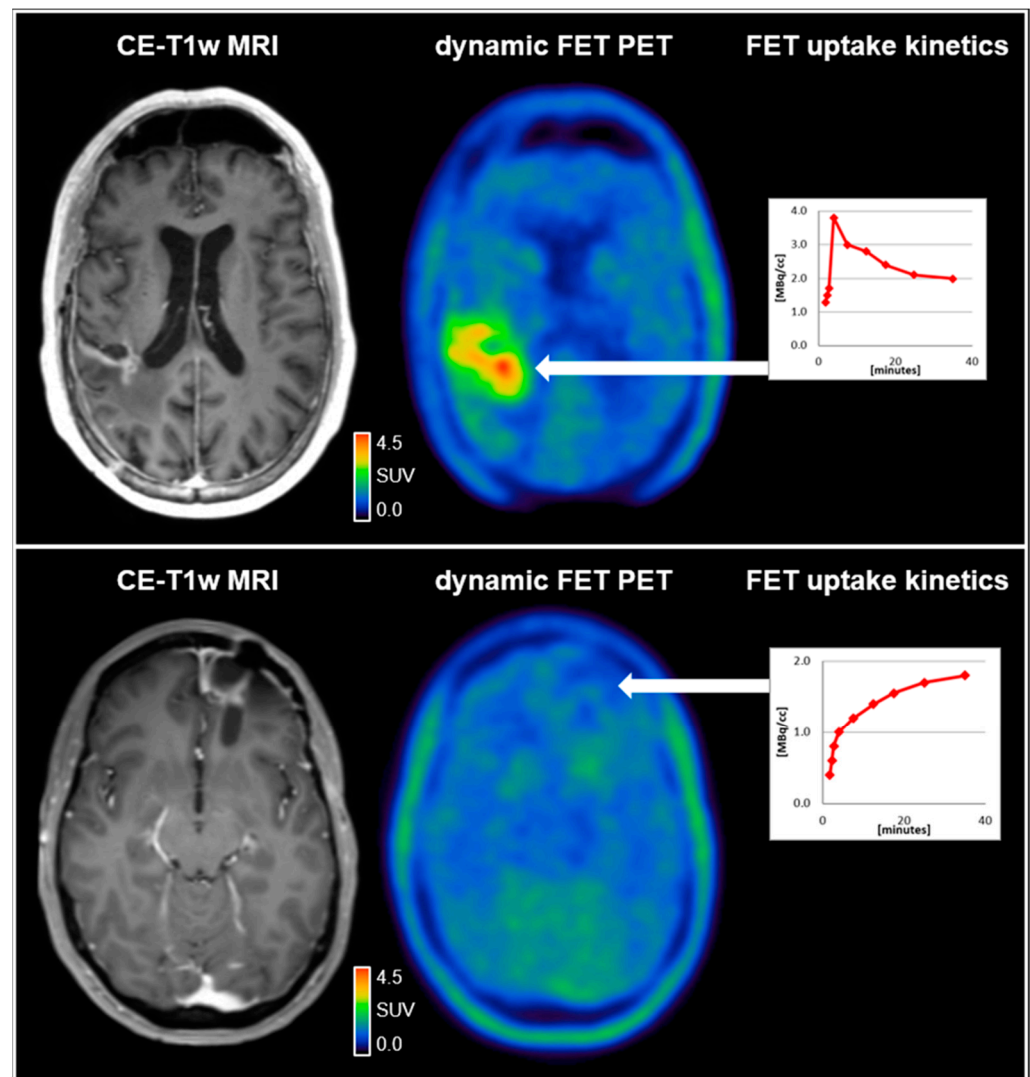 CE-T1w MRI
dynamic FET PET
FET uptake kinetics
4.0
3.0
2.0
1.0
0.0
[MBq/cc]
0
20
40
[minutes]
4.5
SUV
0.0
CE-T1w MRI
dynamic FET PET
FET uptake kinetics
2.0
1.0
0.0
[MBq/cc]
0
20
40
[minutes]
4.5
SUV
0.0